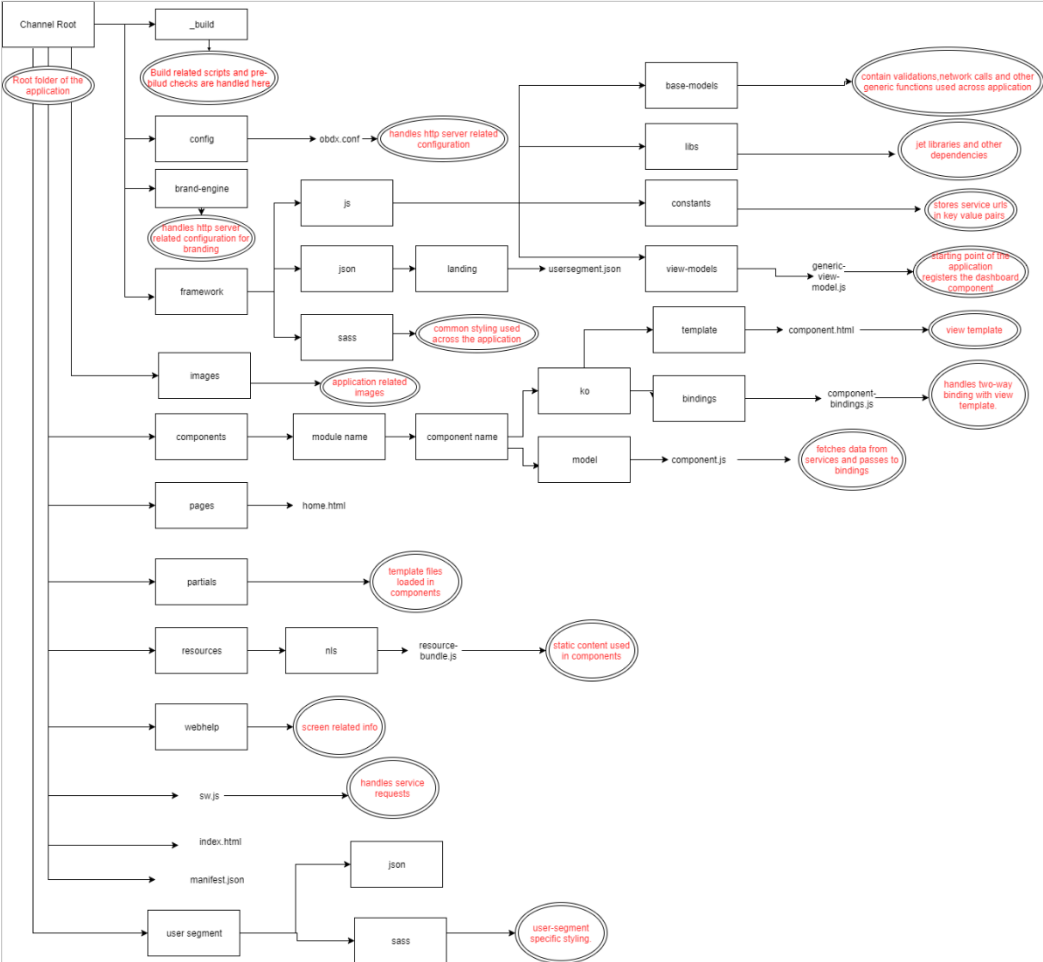 Channel Root
_build
Root folder of the
application
Build related scripts and pre-
bilud checks are handled here
base-models
contain validations,network calls and other
generic functions used across application
config
obdx.conf
handles http server related
configuration
libs
jet libraries and other
dependencies
brand-engine
handles http server
related configuration for
branding
js
constants
stores service urls
in key value pairs
framework
json
landing
usersegment.json
view-models
generic-
view-
model.js
starting point of the
application
registers the dashboard
component
sass
common styling used
across the application
template
component.html
view template
images
application related
images
ko
bindings
component-
bindings.js
handles two-way
binding with view
template.
components
module name
component name
model
component.js
fetches data from
services and passes to
bindings
pages
home.html
partials
template files
loaded in
components
resources
nls
resource-
bundle.js
static content used
in components
webhelp
screen related info
sw.js
handles service
requests
index.html
manifest.json
json
user segment
sass
user-segment
specific styling.